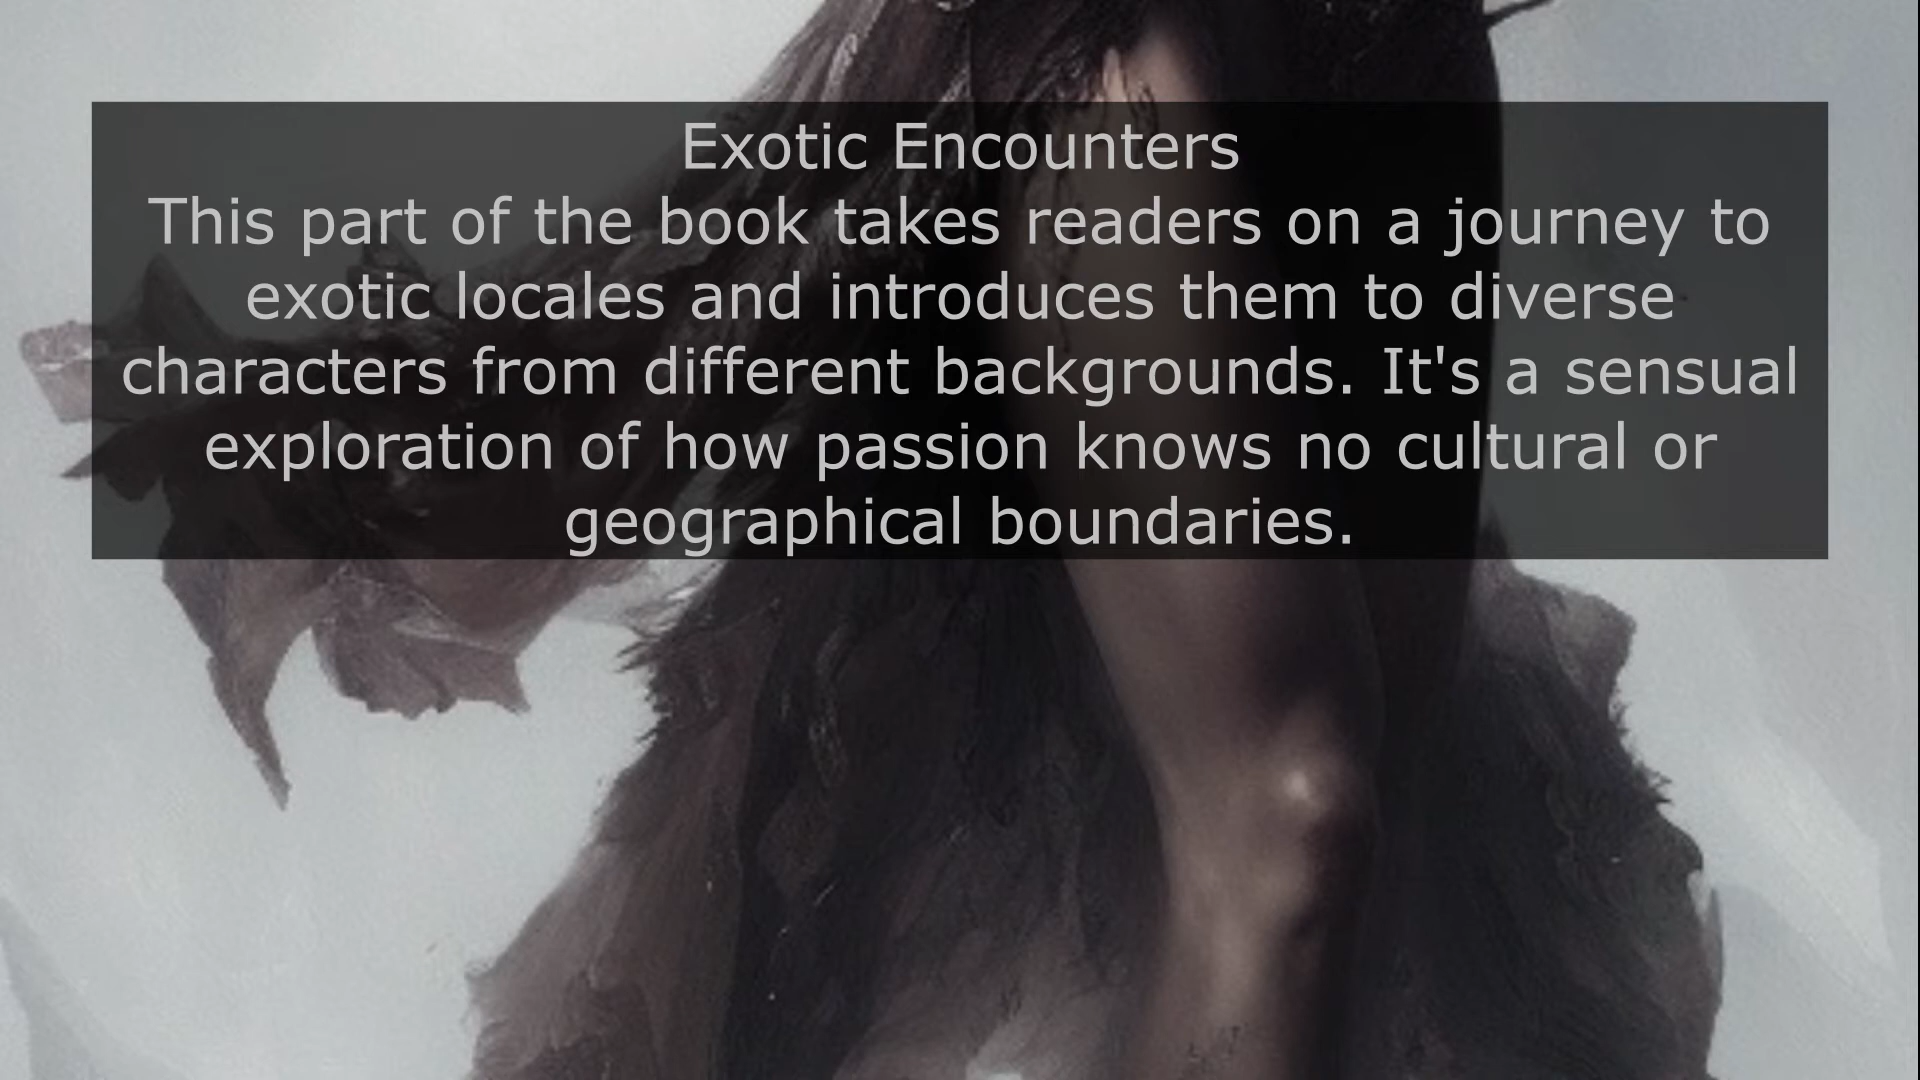 Exotic Encounters
This part of the book takes readers on a journey to
exotic locales and introduces them to diverse
characters from different backgrounds. It's a sensual
exploration of how passion knows no cultural or
geographical boundaries.